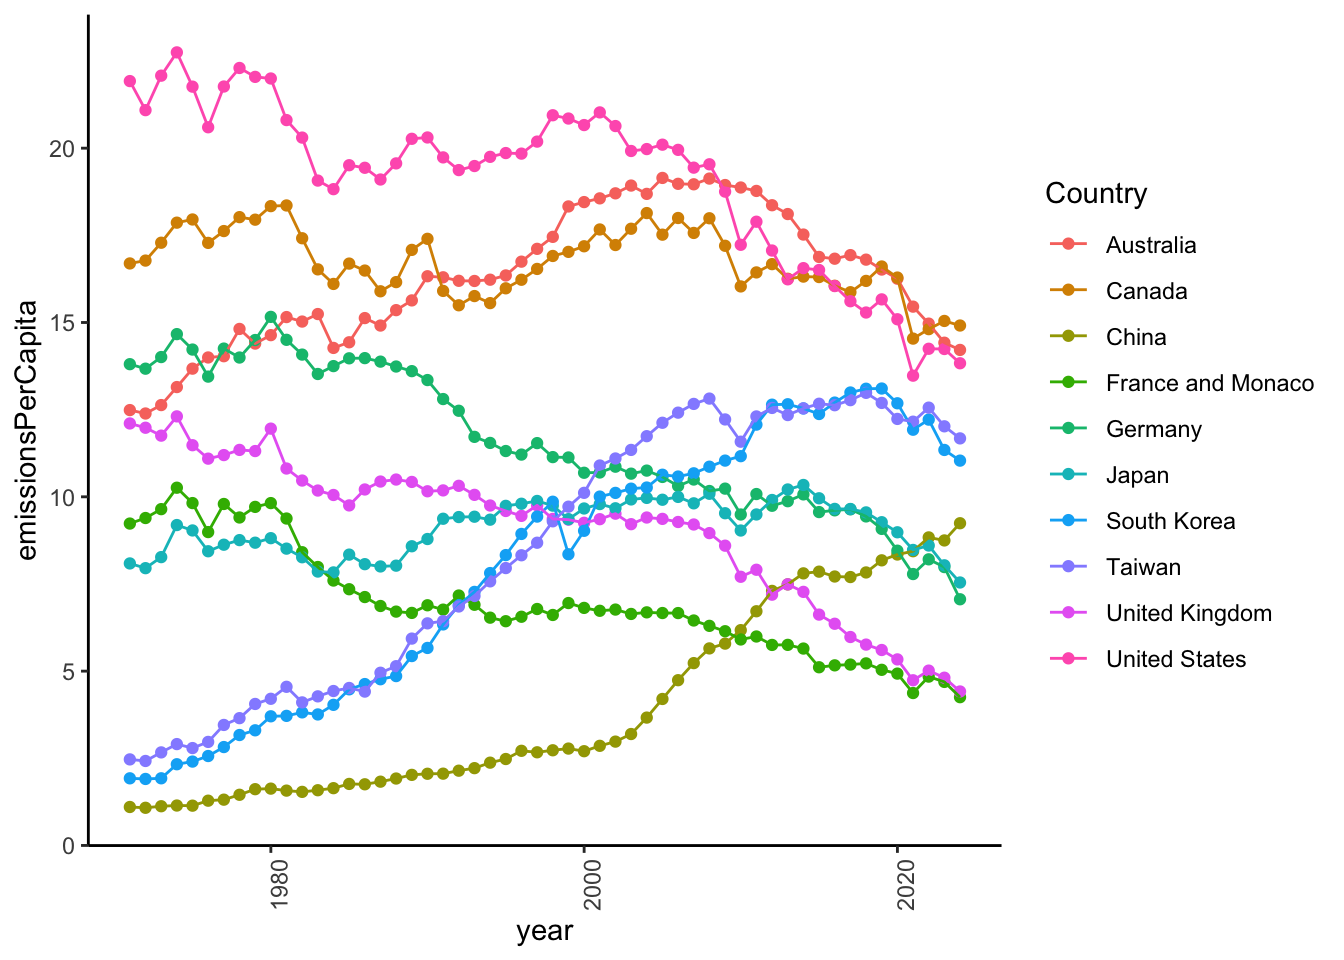 emissionsPerCapita
20
15
10
5
0
1980
2000
2020
year
Country
Australia
Canada
China
France and Monaco
Germany
Japan
South Korea
Taiwan
United Kingdom
United States